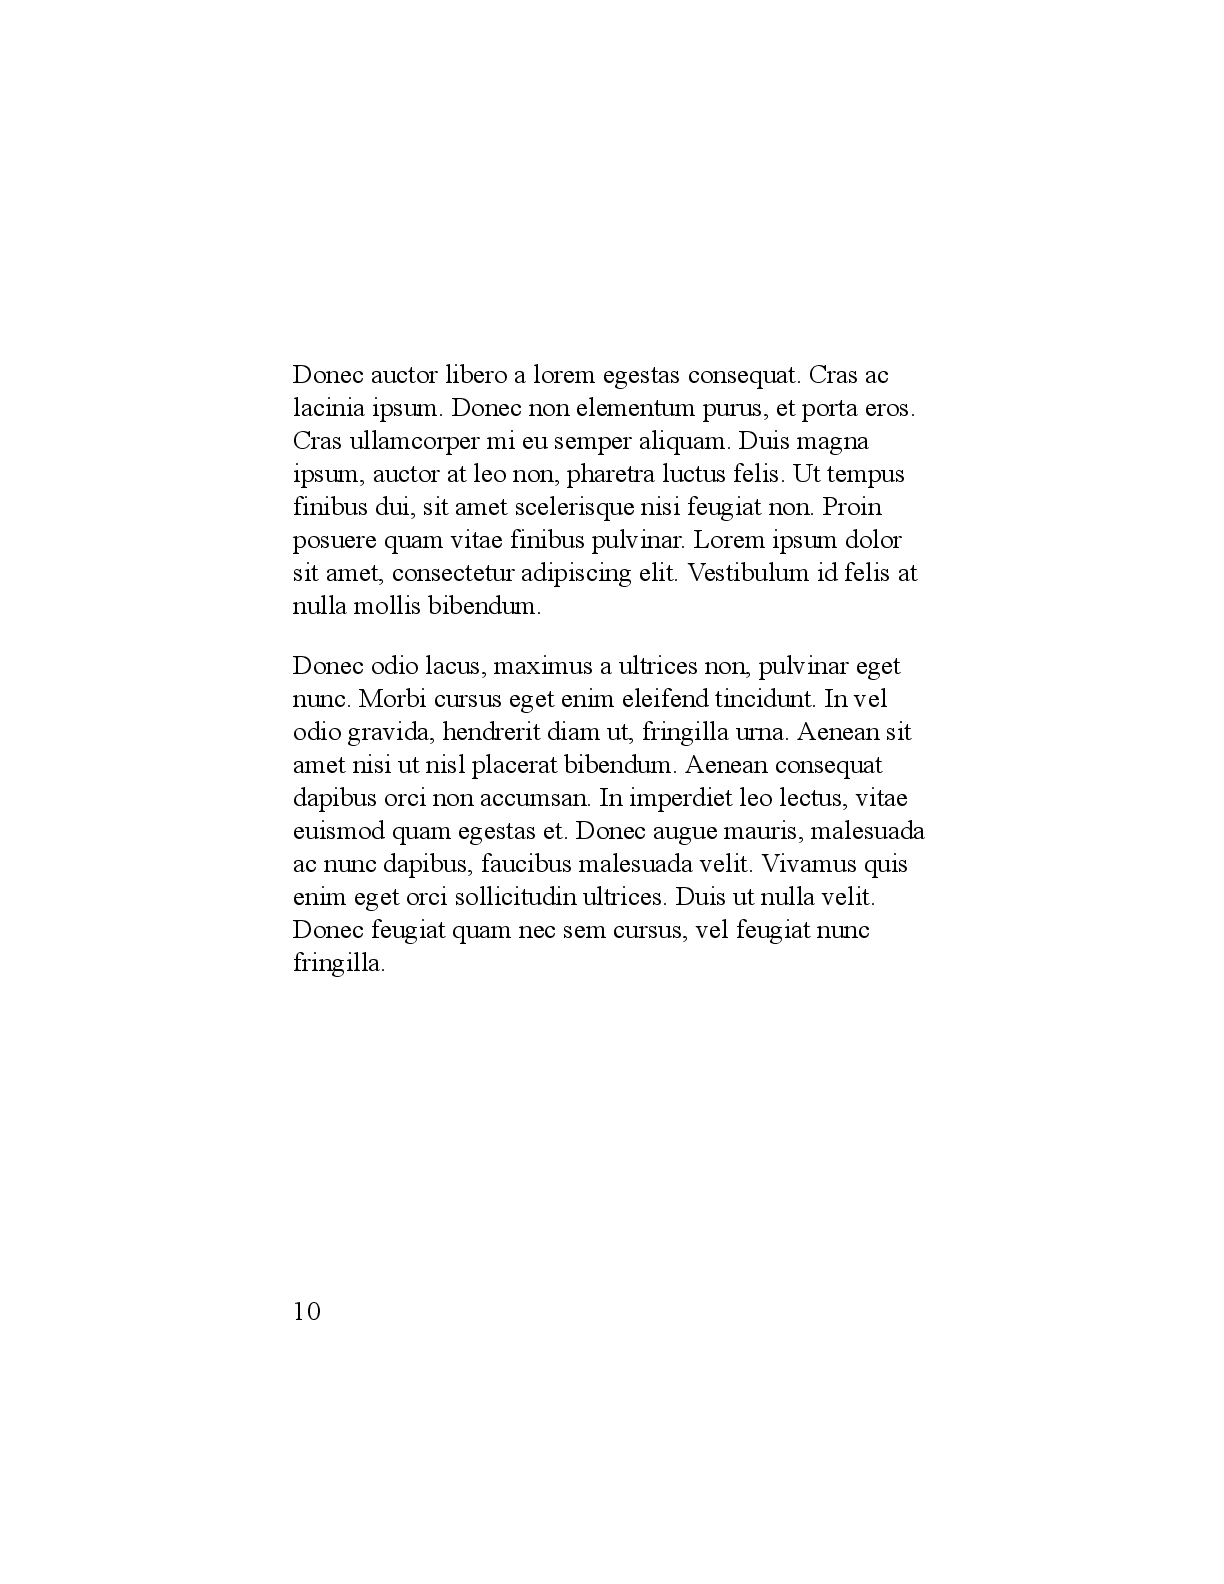 Donec auctor libero a lorem egestas consequat. Cras ac
lacinia ipsum. Donec non elementum purus, et porta eros.
Cras ullamcorper mi eu semper aliquam. Duis magna
ipsum, auctor at leo non, pharetra luctus felis. Ut tempus
finibus dui, sit amet scelerisque nisi feugiat non. Proin
posuere quam vitae finibus pulvinar. Lorem ipsum dolor
sit amet, consectetur adipiscing elit. Vestibulum id felis at
nulla mollis bibendum.
Donec odio lacus, maximus a ultrices non, pulvinar eget
nunc. Morbi cursus eget enim eleifend tincidunt. In vel
odio gravida, hendrerit diam ut, fringilla urna. Aenean sit
amet nisi ut nisl placerat bibendum. Aenean consequat
dapibus orci non accumsan. In imperdiet leo lectus, vitae
euismod quam egestas et. Donec augue mauris, malesuada
ac nunc dapibus, faucibus malesuada velit. Vivamus quis
enim eget orci sollicitudin ultrices. Duis ut nulla velit.
Donec feugiat quam nec sem cursus, vel feugiat nunc
fringilla.
10